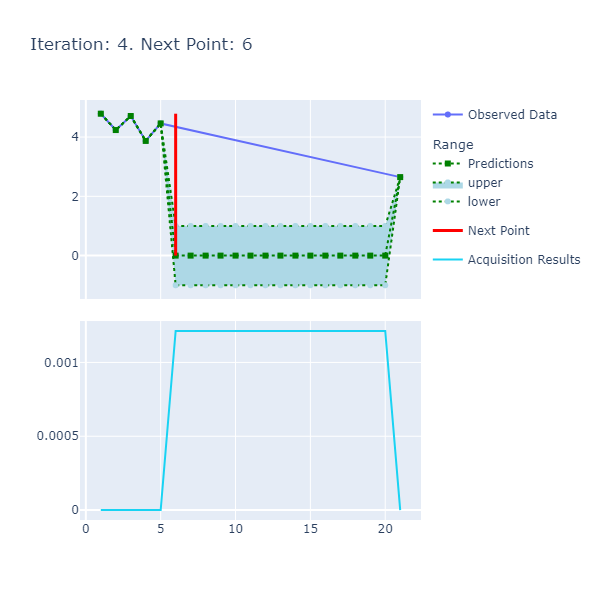 Iteration: 4. Next Point: 6
Observed Data
Range
Predictions
upper
lower
Next Point
Acquisition Results
4
2
0
0.001
0.0005
0
0
5
10
15
20